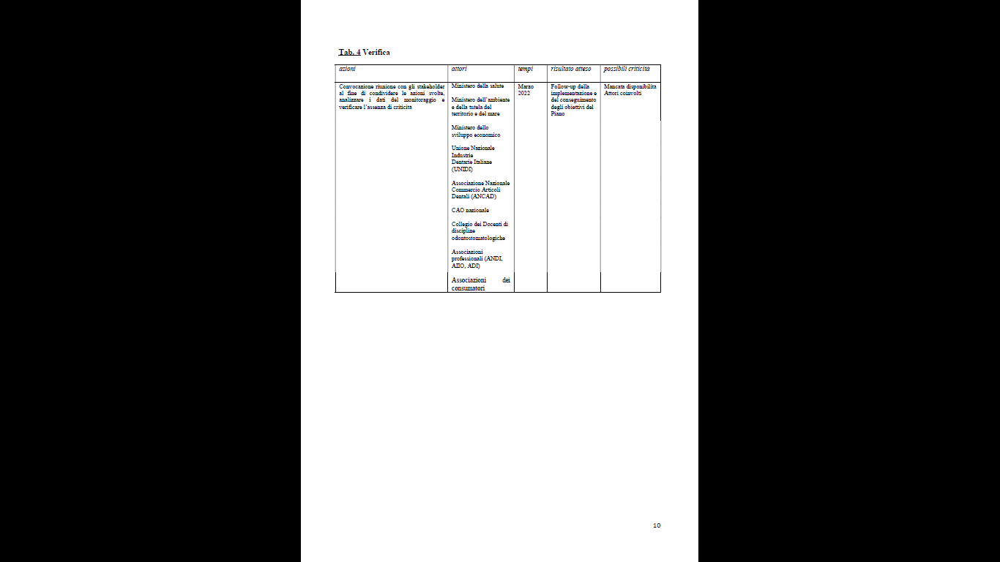 Tab. 4 Verifica
azioni
attori
tempi
risultato atteso
possibili criticità
Convocazione riunione con gli stakeholder
al fine di condividere le azioni svolte,
analizzare i dati del monitoraggio e
verificare l'assenza di criticità
Ministero della salute
Ministero dell'ambiente
e della tutela del
territorio e del mare
Ministero dello
sviluppo economico
Unione Nazionale
Industrie
Dentarie Italiane
(UNIDI)
Associazione Nazionale
Commercio Articoli
Dentali (ANCAD)
CAO nazionale
Collegio dei Docenti di
discipline
odontostomatologiche
Associazioni
professionali (ANDI,
AIIO, ADI)
Associazioni dei
consumatori
Marzo
2022
Follow-up della
implementazione e
del conseguimento
degli obiettivi del
Piano
Mancata disponibilità
Attori coinvolti
10